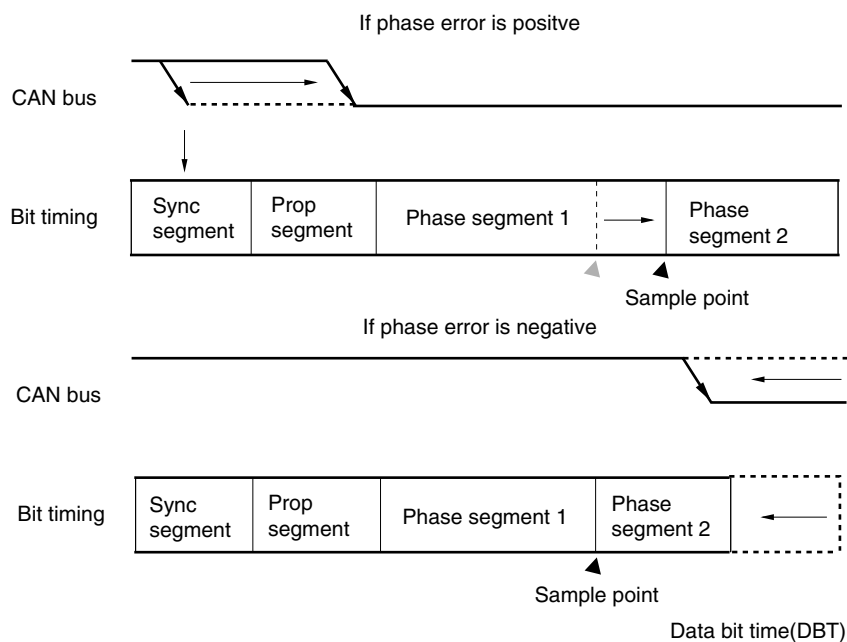 If phase error is positve
CAN bus
Bit timing
Sync
segment
Prop
segment
Phase segment 1
Phase
segment 2
Sample point
If phase error is negative
CAN bus
Bit timing
Sync
segment
Prop
segment
Phase segment 1
Phase
segment 2
Sample point
Data bit time(DBT)